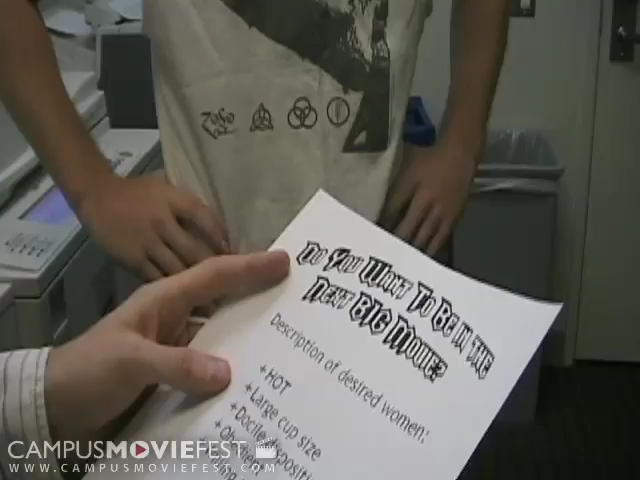 ZoSo
Do You Want To Be in the
Next BIG Movie?
Description of desired women:
+HOT
+Large cup size
+Docile
CAMPUSMOVIEFEST
WWW.CAMPUSMOVIEFEST.COM